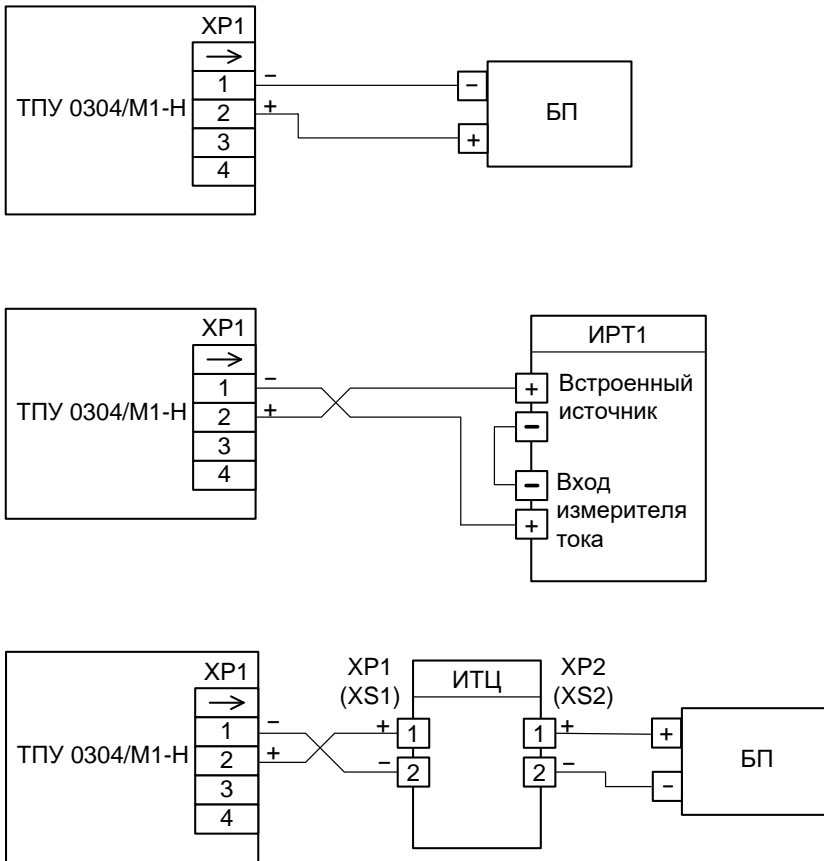 XP1
→
ТПУ 0304/М1-Н
1
2
3
4
−
+
−
+
БП
XP1
→
ТПУ 0304/М1-Н
1
2
3
4
−
+
ИРТ1
+
Встроенный
источник
−
−
Вход
измерителя
тока
+
XP1
→
ТПУ 0304/М1-Н
1
2
3
4
−
+
XP1
(XS1)
+
−
ИТЦ
1
2
1
2
XP2
(XS2)
+
−
+
−
БП